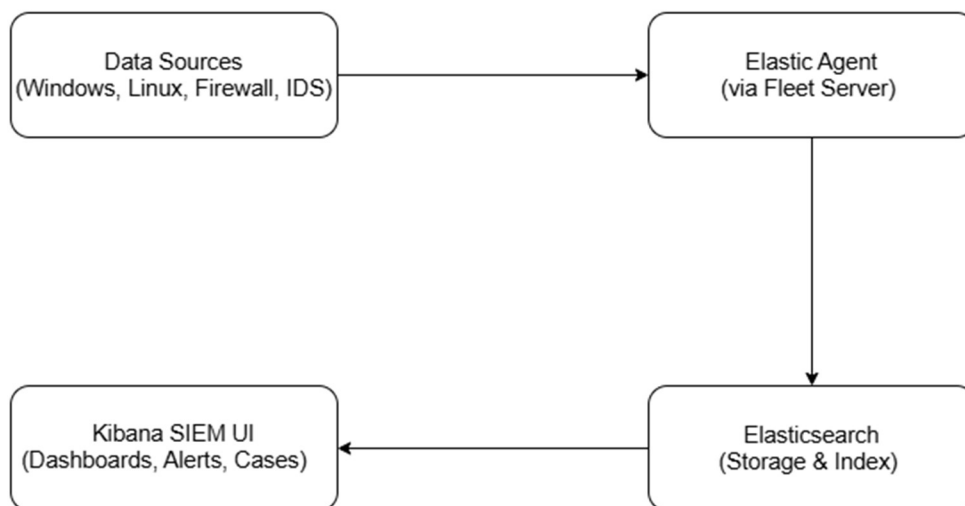 Data Sources
(Windows, Linux, Firewall, IDS)
Elastic Agent
(via Fleet Server)
Kibana SIEM UI
(Dashboards, Alerts, Cases)
Elasticsearch
(Storage & Index)